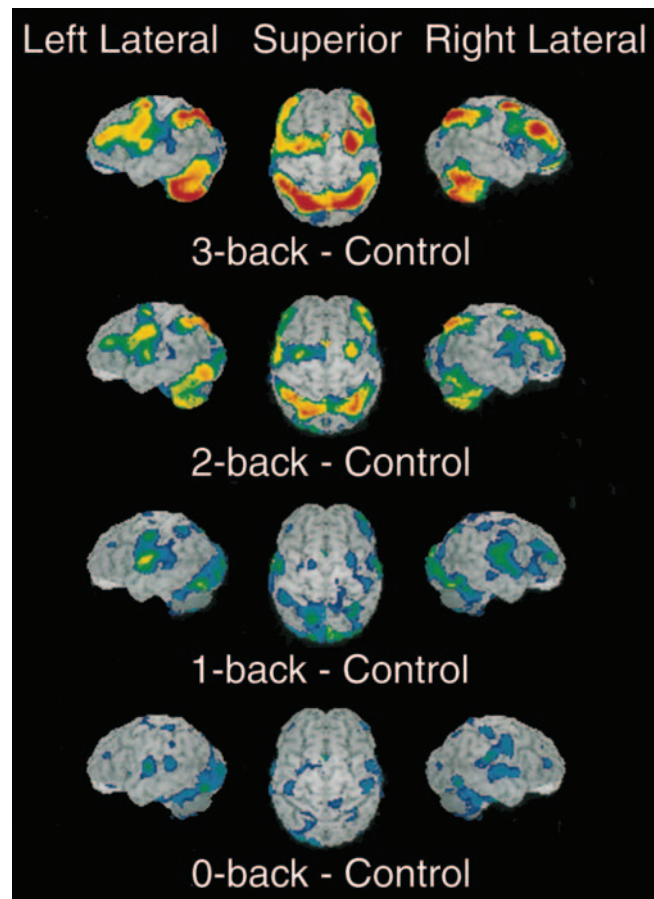 Left Lateral Superior Right Lateral
3-back - Control
2-back - Control
1-back - Control
0-back - Control